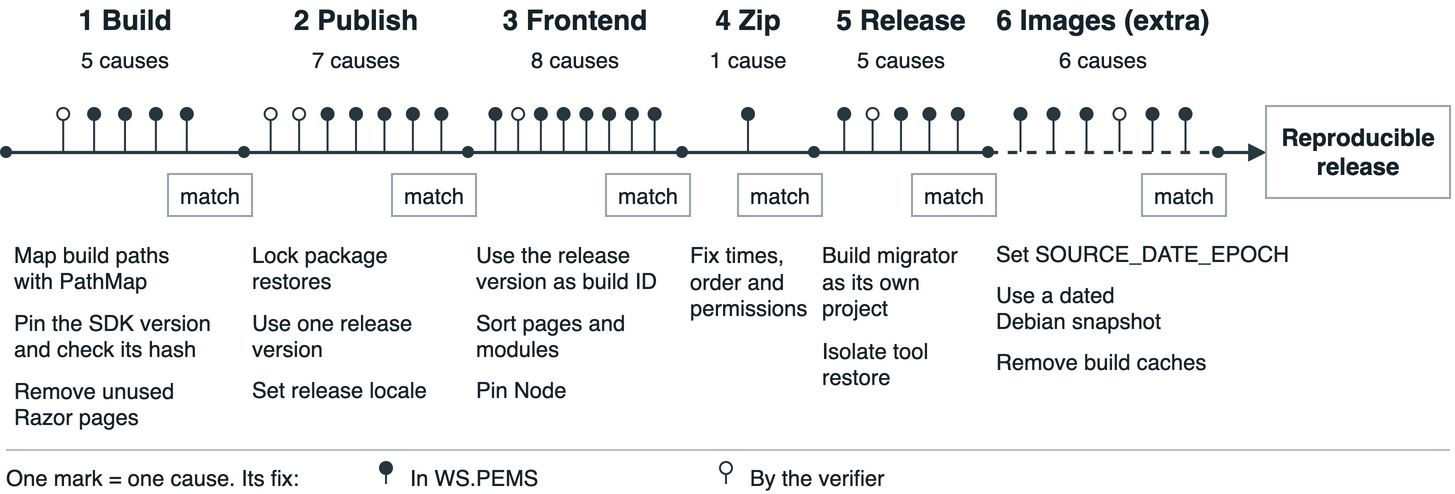 1 Build
5 causes
2 Publish
7 causes
3 Frontend
8 causes
4 Zip
1 cause
5 Release
5 causes
6 Images (extra)
6 causes
Reproducible
release
match
match
match
match
match
match
Map build paths
with PathMap
Pin the SDK version
and check its hash
Remove unused
Razor pages
Lock package
restores
Use one release
version
Set release locale
Use the release
version as build ID
Sort pages and
modules
Pin Node
Fix times,
order and
permissions
Build migrator
as its own
project
Isolate tool
restore
Set SOURCE_DATE_EPOCH
Use a dated
Debian snapshot
Remove build caches
One mark = one cause. Its fix:
In WS.PEMS
By the verifier